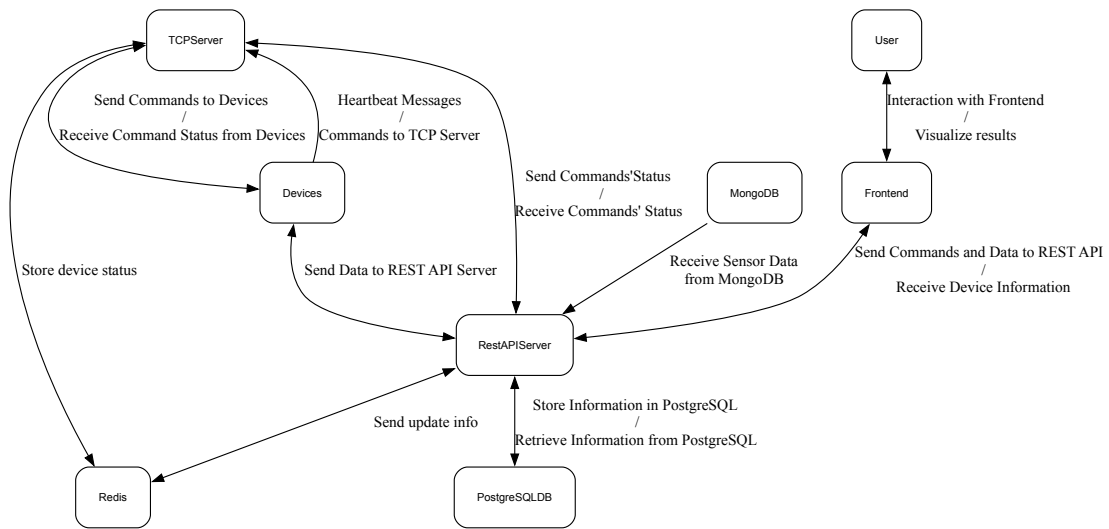 TCPServer
User
Send Commands to Devices
/
Receive Command Status from Devices
Heartbeat Messages
/
Commands to TCP Server
Interaction with Frontend
/
Visualize results
Devices
Send Commands'Status
/
Receive Commands' Status
MongoDB
Frontend
Store device status
Send Data to REST API Server
Receive Sensor Data
from MongoDB
Send Commands and Data to REST API
/
Receive Device Information
RestAPIServer
Send update info
Store Information in PostgreSQL
/
Retrieve Information from PostgreSQL
Redis
PostgreSQLDB